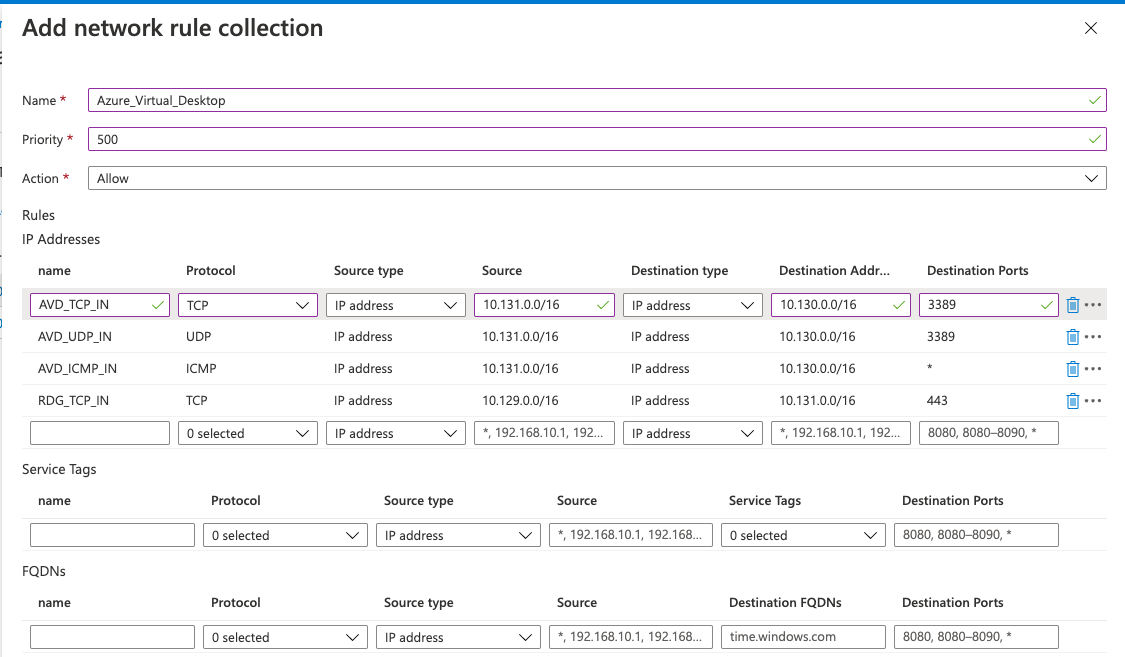 Add network rule collection
Name *
Azure_Virtual_Desktop
Priority *
500
Action *
Allow
Rules
IP Addresses
name Protocol Source type Source Destination type Destination Addr... Destination Ports
AVD_TCP_IN TCP IP address 10.131.0.0/16 IP address 10.130.0.0/16 3389
AVD_UDP_IN UDP IP address 10.131.0.0/16 IP address 10.130.0.0/16 3389
AVD_ICMP_IN ICMP IP address 10.131.0.0/16 IP address 10.130.0.0/16 *
RDG_TCP_IN TCP IP address 10.129.0.0/16 IP address 10.131.0.0/16 443
0 selected IP address *, 192.168.10.1, 192... IP address *, 192.168.10.1, 192... 8080, 8080–8090, *
Service Tags
name Protocol Source type Source Service Tags Destination Ports
0 selected IP address *, 192.168.10.1, 192.168... 0 selected 8080, 8080–8090, *
FQDNs
name Protocol Source type Source Destination FQDNs Destination Ports
0 selected IP address *, 192.168.10.1, 192.168... time.windows.com 8080, 8080–8090, *